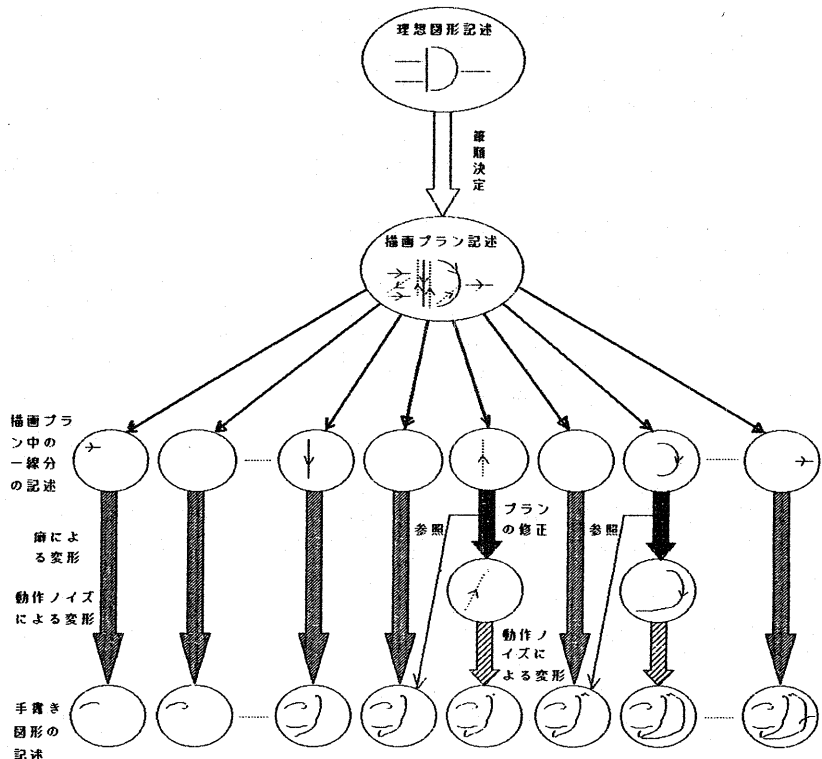 理想図形記述
筆順決定
描画プラン記述
描画プラ
ン中の
一線分
の記述
癖によ
る変形
動作ノイズ
による変形
参照
プラン
の修正
参照
動作ノ
イズに
よる変形
手書き
図形の
記述